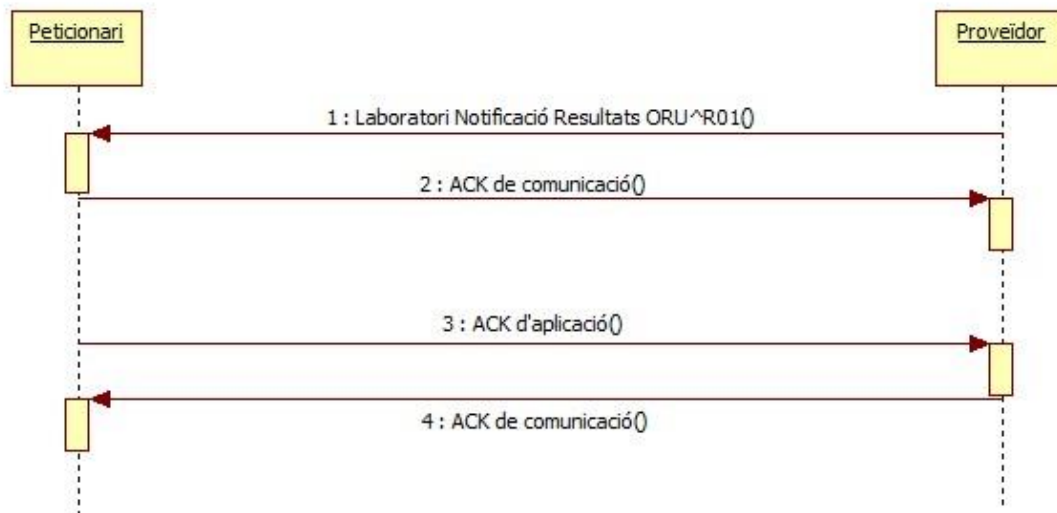 Peticionari
Proveïdor
1 : Laboratori Notificació Resultats ORU^R01()
2 : ACK de comunicació()
3 : ACK d'aplicació()
4 : ACK de comunicació()